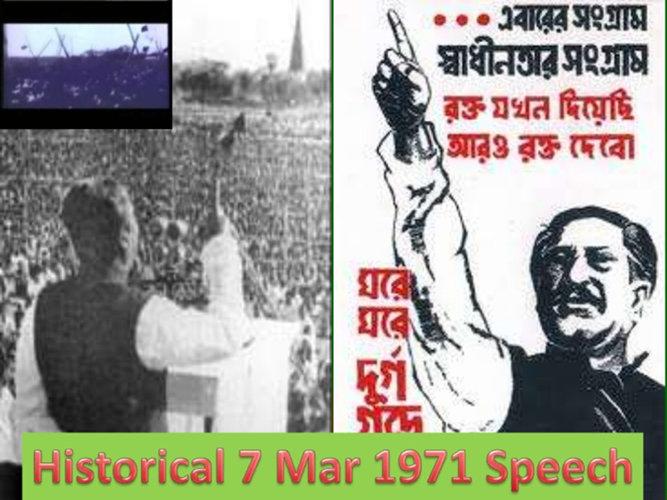 • • • এবারের সংগ্রাম
স্বাধীনতার সংগ্রাম
রক্ত যখন দিয়েছি
আরও রক্ত দেবো
ঘরে
ঘরে
দুর্গ
গড়ে
Historical 7 Mar 1971 Speech